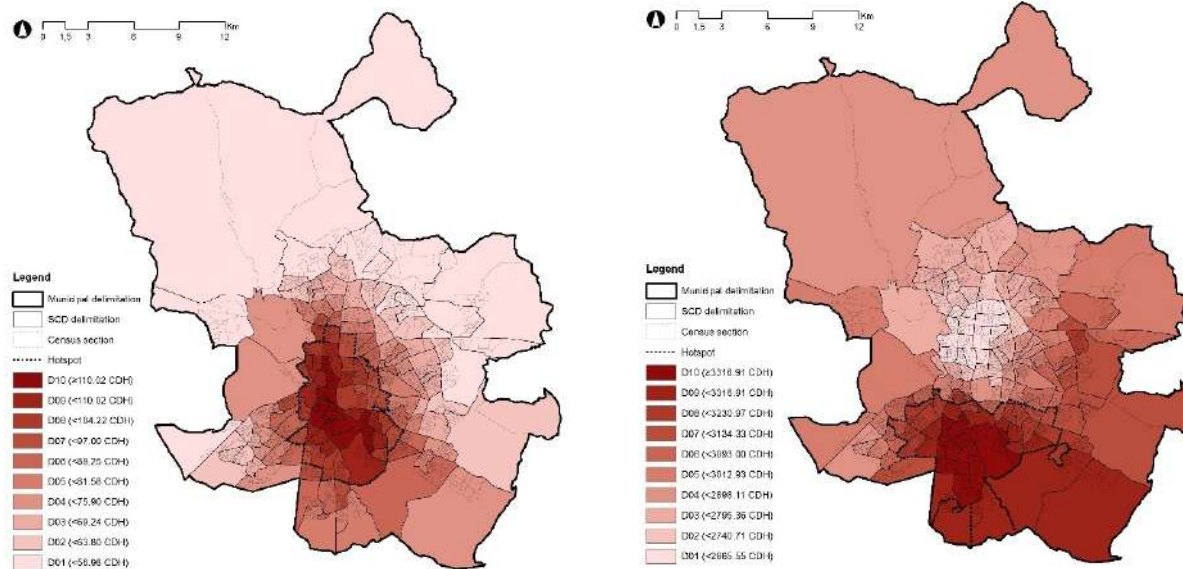 Km
0 1,5 3 6 9 12
Legend
Municipal delimitation
SCD delimitation
Census section
Hotspot
D10 (≥110.02 CDH)
D09 (<110.02 CDH)
D08 (<104.22 CDH)
D07 (<97.00 CDH)
D06 (<88.25 CDH)
D05 (<81.58 CDH)
D04 (<75.90 CDH)
D03 (<69.24 CDH)
D02 (<63.80 CDH)
D01 (<56.96 CDH)
Km
0 1,5 3 6 9 12
Legend
Municipal delimitation
SCD delimitation
Census section
Hotspot
D10 (≥3316.91 CDH)
D09 (<3316.91 CDH)
D08 (<3230.97 CDH)
D07 (<3134.33 CDH)
D06 (<3093.00 CDH)
D05 (<3012.93 CDH)
D04 (<2898.11 CDH)
D03 (<2795.36 CDH)
D02 (<2740.71 CDH)
D01 (<2665.55 CDH)